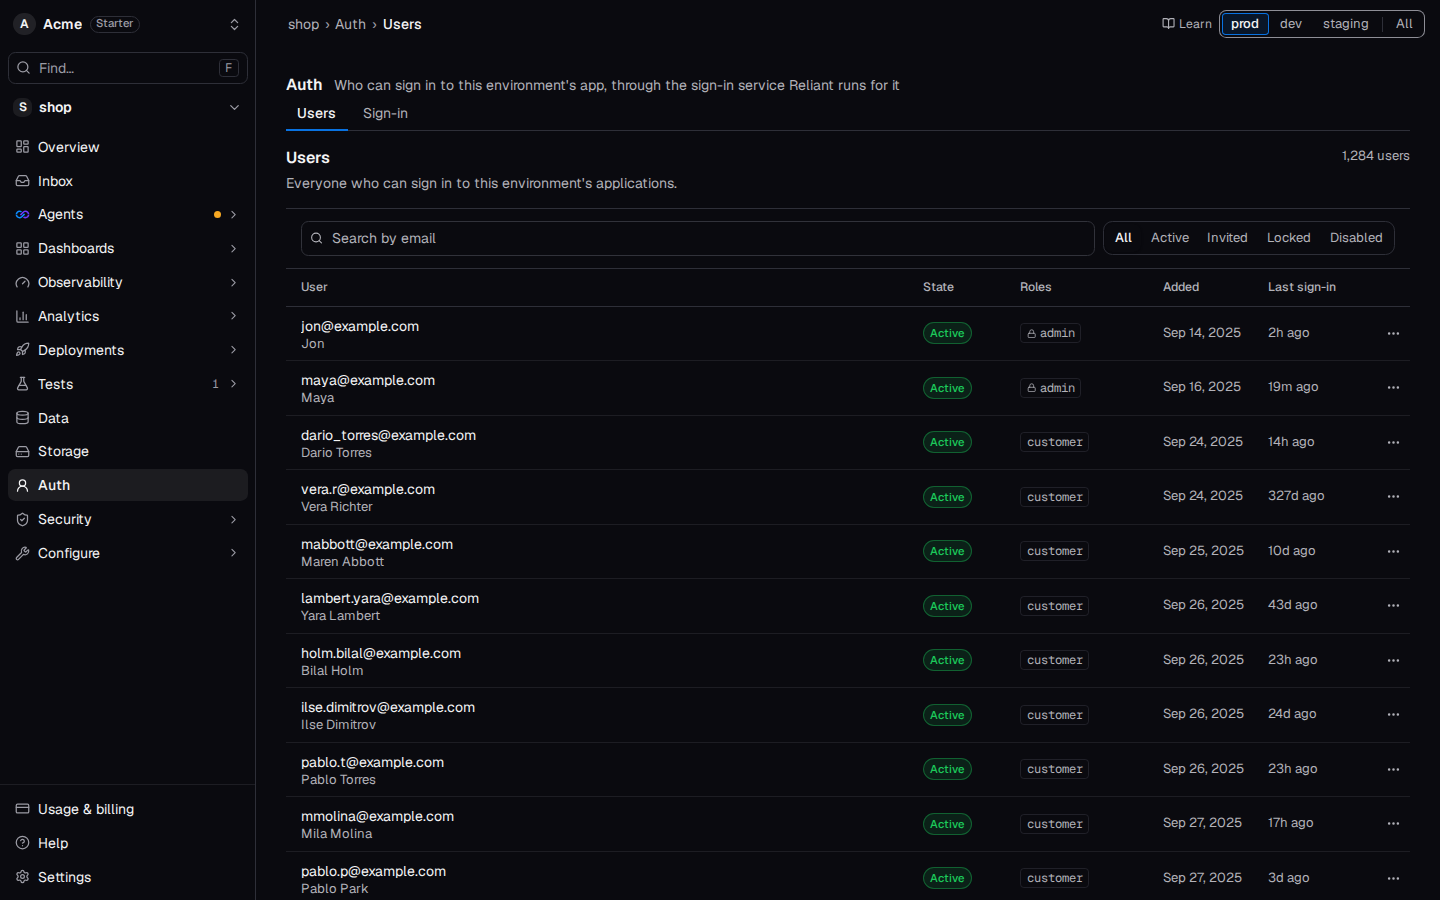 A Acme Starter
Find... F
S shop
Overview
Inbox
Agents
Dashboards
Observability
Analytics
Deployments
Tests 1
Data
Storage
Auth
Security
Configure
Usage & billing
Help
Settings
shop › Auth › Users
Learn prod dev staging All
Auth Who can sign in to this environment's app, through the sign-in service Reliant runs for it
Users Sign-in
Users 1,284 users
Everyone who can sign in to this environment's applications.
Search by email All Active Invited Locked Disabled
User State Roles Added Last sign-in
jon@example.com Active admin Sep 14, 2025 2h ago
Jon
maya@example.com Active admin Sep 16, 2025 19m ago
Maya
dario_torres@example.com Active customer Sep 24, 2025 14h ago
Dario Torres
vera.r@example.com Active customer Sep 24, 2025 327d ago
Vera Richter
mabbott@example.com Active customer Sep 25, 2025 10d ago
Maren Abbott
lambert.yara@example.com Active customer Sep 26, 2025 43d ago
Yara Lambert
holm.bilal@example.com Active customer Sep 26, 2025 23h ago
Bilal Holm
ilse.dimitrov@example.com Active customer Sep 26, 2025 24d ago
Ilse Dimitrov
pablo.t@example.com Active customer Sep 26, 2025 23h ago
Pablo Torres
mmolina@example.com Active customer Sep 27, 2025 17h ago
Mila Molina
pablo.p@example.com Active customer Sep 27, 2025 3d ago
Pablo Park